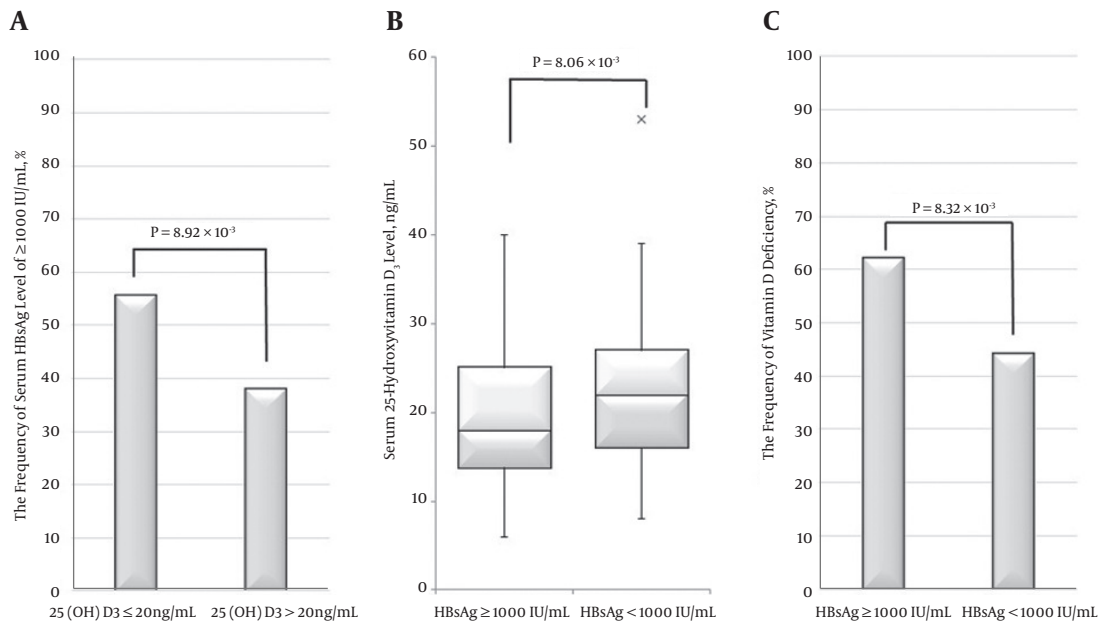 A
The Frequency of Serum HBsAg Level of ≥1000 IU/mL, %
100
90
80
70
60
50
40
30
20
10
0
P = 8.92 × 10⁻³
25 (OH) D3 ≤ 20ng/mL
25 (OH) D3 > 20ng/mL
B
Serum 25-Hydroxyvitamin D₃ Level, ng/mL
60
50
40
30
20
10
0
P = 8.06 × 10⁻³
HBsAg ≥ 1000 IU/mL
HBsAg < 1000 IU/mL
C
The Frequency of Vitamin D Deficiency, %
100
90
80
70
60
50
40
30
20
10
0
P = 8.32 × 10⁻³
HBsAg ≥ 1000 IU/mL
HBsAg < 1000 IU/mL